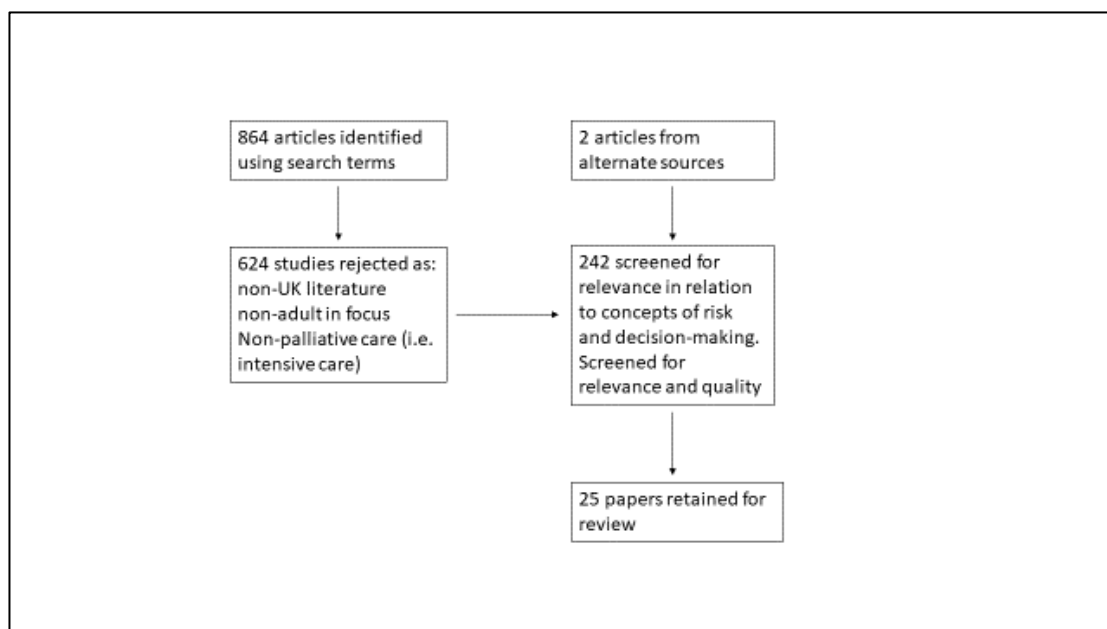 864 articles identified
using search terms
2 articles from
alternate sources
624 studies rejected as:
non-UK literature
non-adult in focus
Non-palliative care (i.e.
intensive care)
242 screened for
relevance in relation
to concepts of risk
and decision-making.
Screened for
relevance and quality
25 papers retained for
review